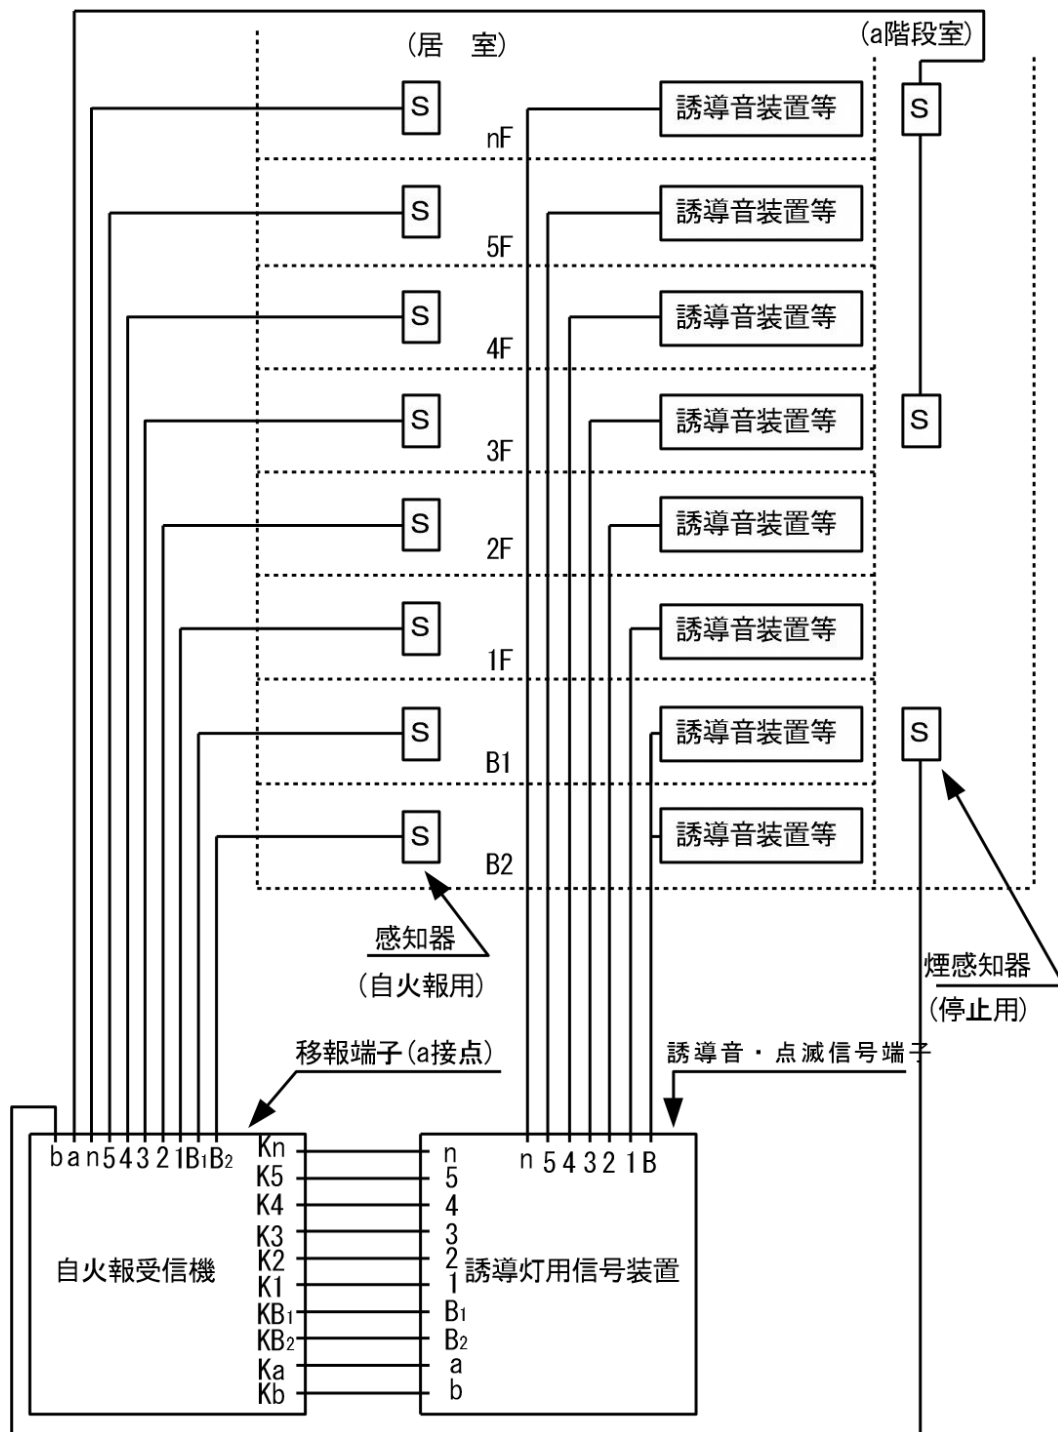 (居　室)
(a階段室)
S
誘導音装置等
S
nF
S
誘導音装置等
5F
S
誘導音装置等
4F
S
誘導音装置等
S
3F
S
誘導音装置等
2F
S
誘導音装置等
1F
S
誘導音装置等
S
B1
S
誘導音装置等
B2
感知器
(自火報用)
煙感知器
(停止用)
移報端子(a接点)
誘導音・点滅信号端子
b a n 5 4 3 2 1 B1 B2
n 5 4 3 2 1 B
Kn
K5
K4
K3
K2
K1
KB1
KB2
Ka
Kb
自火報受信機
n
5
4
3
2
1
B1
B2
a
b
誘導灯用信号装置